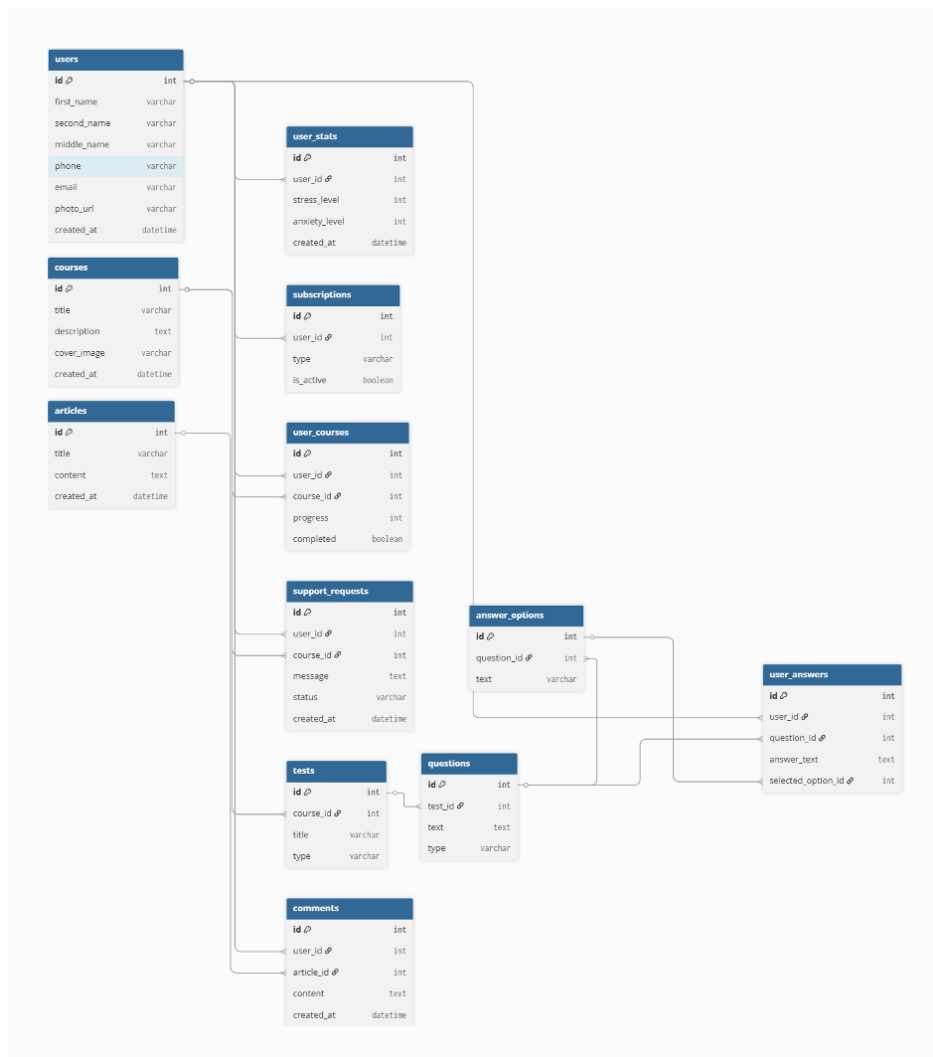 users
id int
first_name varchar
second_name varchar
middle_name varchar
phone varchar
email varchar
photo_url varchar
created_at datetime
courses
id int
title varchar
description text
cover_image varchar
created_at datetime
articles
id int
title varchar
content text
created_at datetime
user_stats
id int
user_id int
stress_level int
anxiety_level int
created_at datetime
subscriptions
id int
user_id int
type varchar
is_active boolean
user_courses
id int
user_id int
course_id int
progress int
completed boolean
support_requests
id int
user_id int
course_id int
message text
status varchar
created_at datetime
tests
id int
course_id int
title varchar
type varchar
comments
id int
user_id int
article_id int
content text
created_at datetime
questions
id int
test_id int
text text
type varchar
answer_options
id int
question_id int
text varchar
user_answers
id int
user_id int
question_id int
answer_text text
selected_option_id int